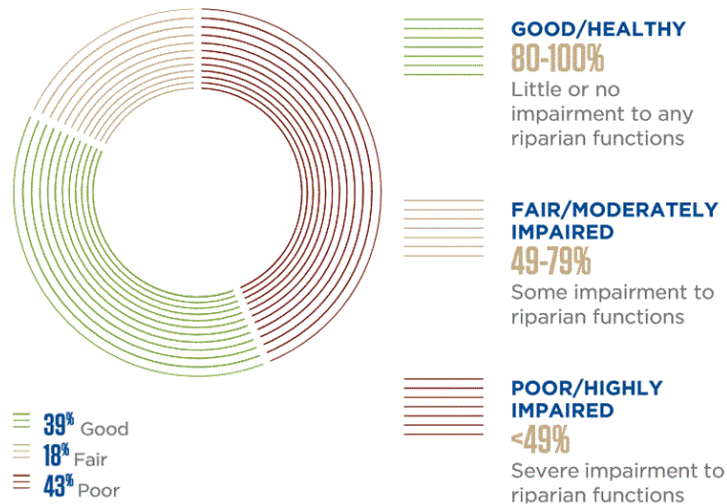 GOOD/HEALTHY
80-100%
Little or no
impairment to any
riparian functions
FAIR/MODERATELY
IMPAIRED
49-79%
Some impairment to
riparian functions
POOR/HIGHLY
IMPAIRED
<49%
Severe impairment to
riparian functions
39% Good
18% Fair
43% Poor